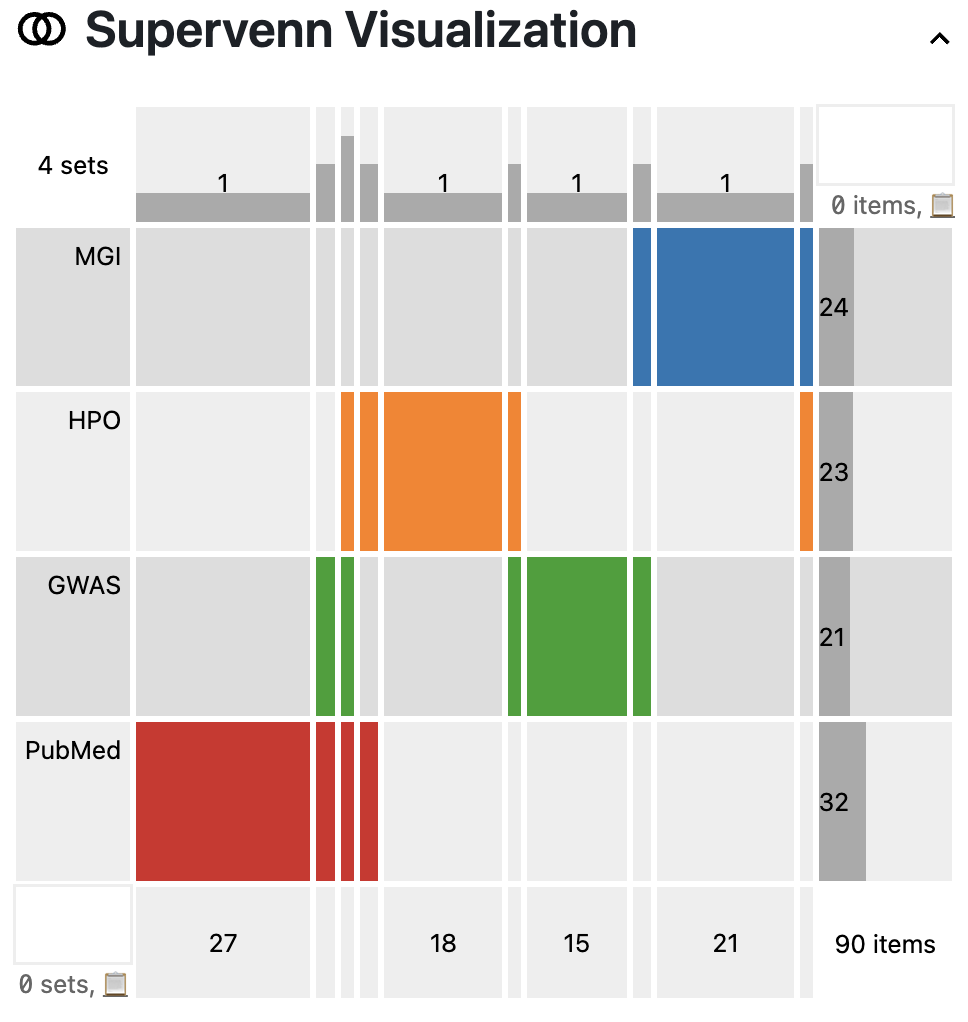 Supervenn Visualization
4 sets
1
1
1
1
0 items,
MGI
24
HPO
23
GWAS
21
PubMed
32
27
18
15
21
90 items
0 sets,